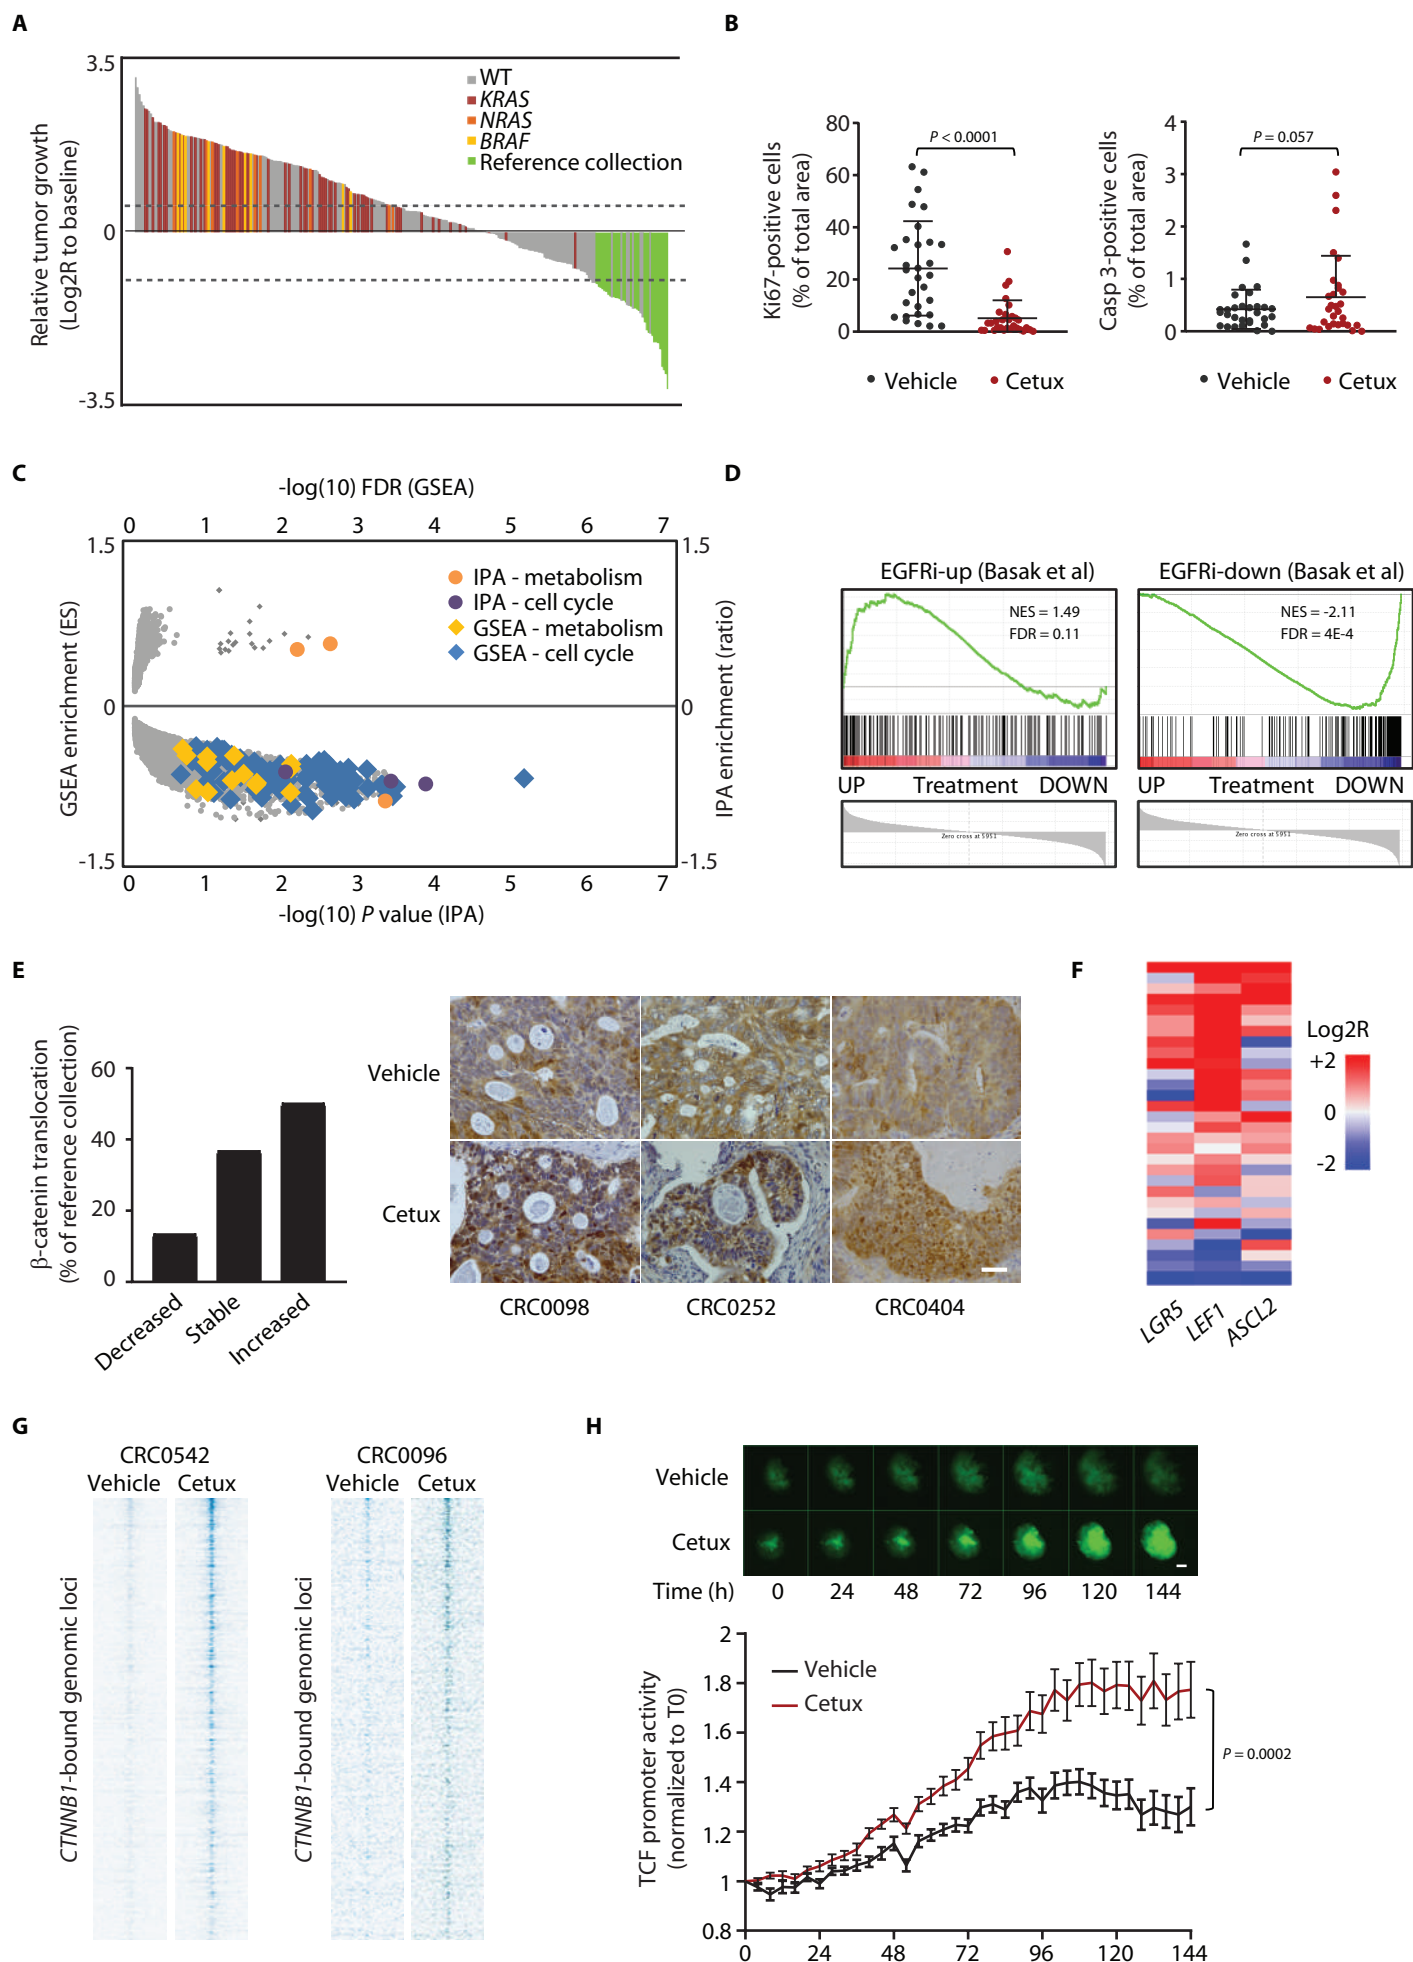 A
3.5
0
-3.5
Relative tumor growth
(Log2R to baseline)
WT
KRAS
NRAS
BRAF
Reference collection
B
80
60
40
20
0
Ki67-positive cells
(% of total area)
P < 0.0001
Vehicle
Cetux
4
3
2
1
0
Casp 3-positive cells
(% of total area)
P = 0.057
Vehicle
Cetux
C
-log(10) FDR (GSEA)
0 1 2 3 4 5 6 7
1.5
0
-1.5
GSEA enrichment (ES)
IPA - metabolism
IPA - cell cycle
GSEA - metabolism
GSEA - cell cycle
1.5
0
-1.5
IPA enrichment (ratio)
0 1 2 3 4 5 6 7
-log(10) P value (IPA)
D
EGFRi-up (Basak et al)
NES = 1.49
FDR = 0.11
UP Treatment DOWN
Zero cross at 5951
EGFRi-down (Basak et al)
NES = -2.11
FDR = 4E-4
UP Treatment DOWN
Zero cross at 5951
E
60
40
20
0
β-catenin translocation
(% of reference collection)
Decreased
Stable
Increased
Vehicle
Cetux
CRC0098
CRC0252
CRC0404
F
Log2R
+2
0
-2
LGR5
LEF1
ASCL2
G
CRC0542
Vehicle Cetux
CTNNB1-bound genomic loci
CRC0096
Vehicle Cetux
CTNNB1-bound genomic loci
H
Vehicle
Cetux
Time (h) 0 24 48 72 96 120 144
2
1.8
1.6
1.4
1.2
1
0.8
TCF promoter activity
(normalized to T0)
Vehicle
Cetux
P = 0.0002
0 24 48 72 96 120 144